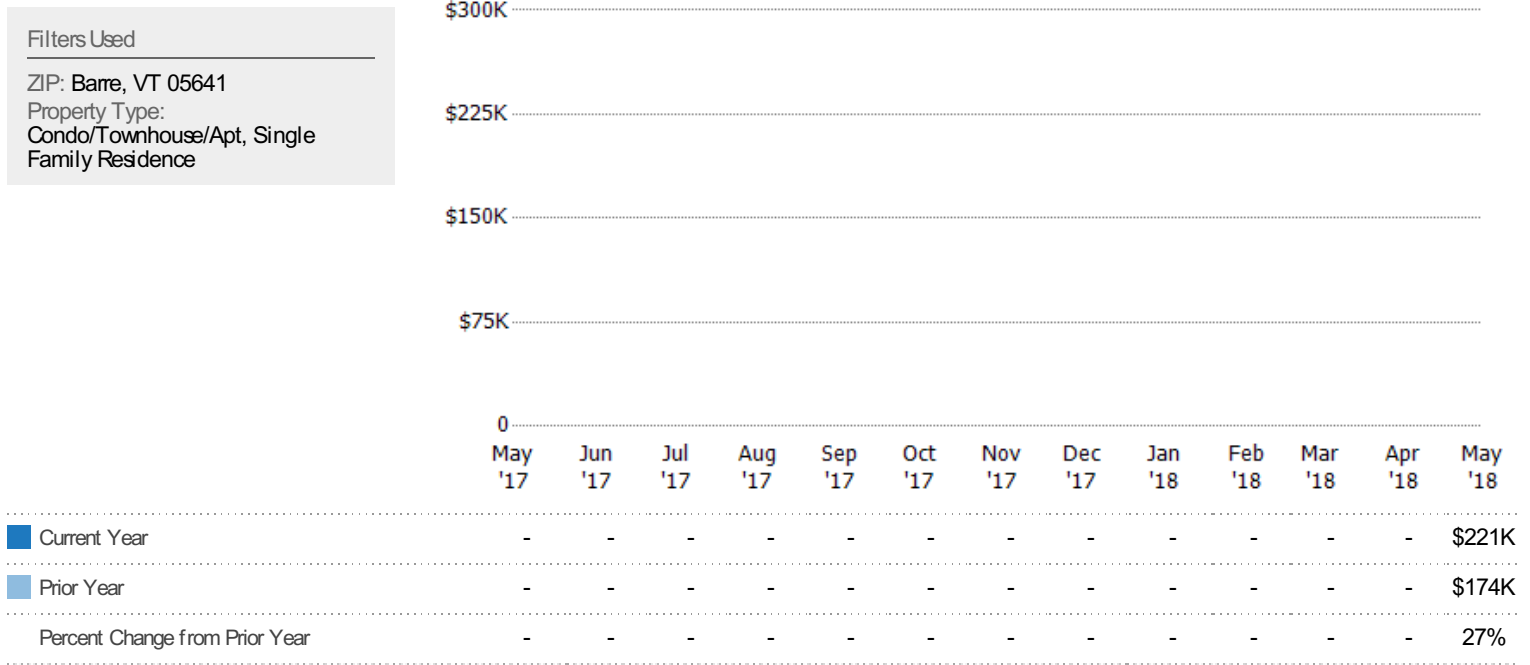 Filters Used
ZIP: Barre, VT 05641
Property Type:
Condo/Townhouse/Apt, Single
Family Residence
$300K
$225K
$150K
$75K
0
May Jun Jul Aug Sep Oct Nov Dec Jan Feb Mar Apr May
'17 '17 '17 '17 '17 '17 '17 '17 '18 '18 '18 '18 '18
Current Year - - - - - - - - - - - - $221K
Prior Year - - - - - - - - - - - - $174K
Percent Change from Prior Year - - - - - - - - - - - - 27%